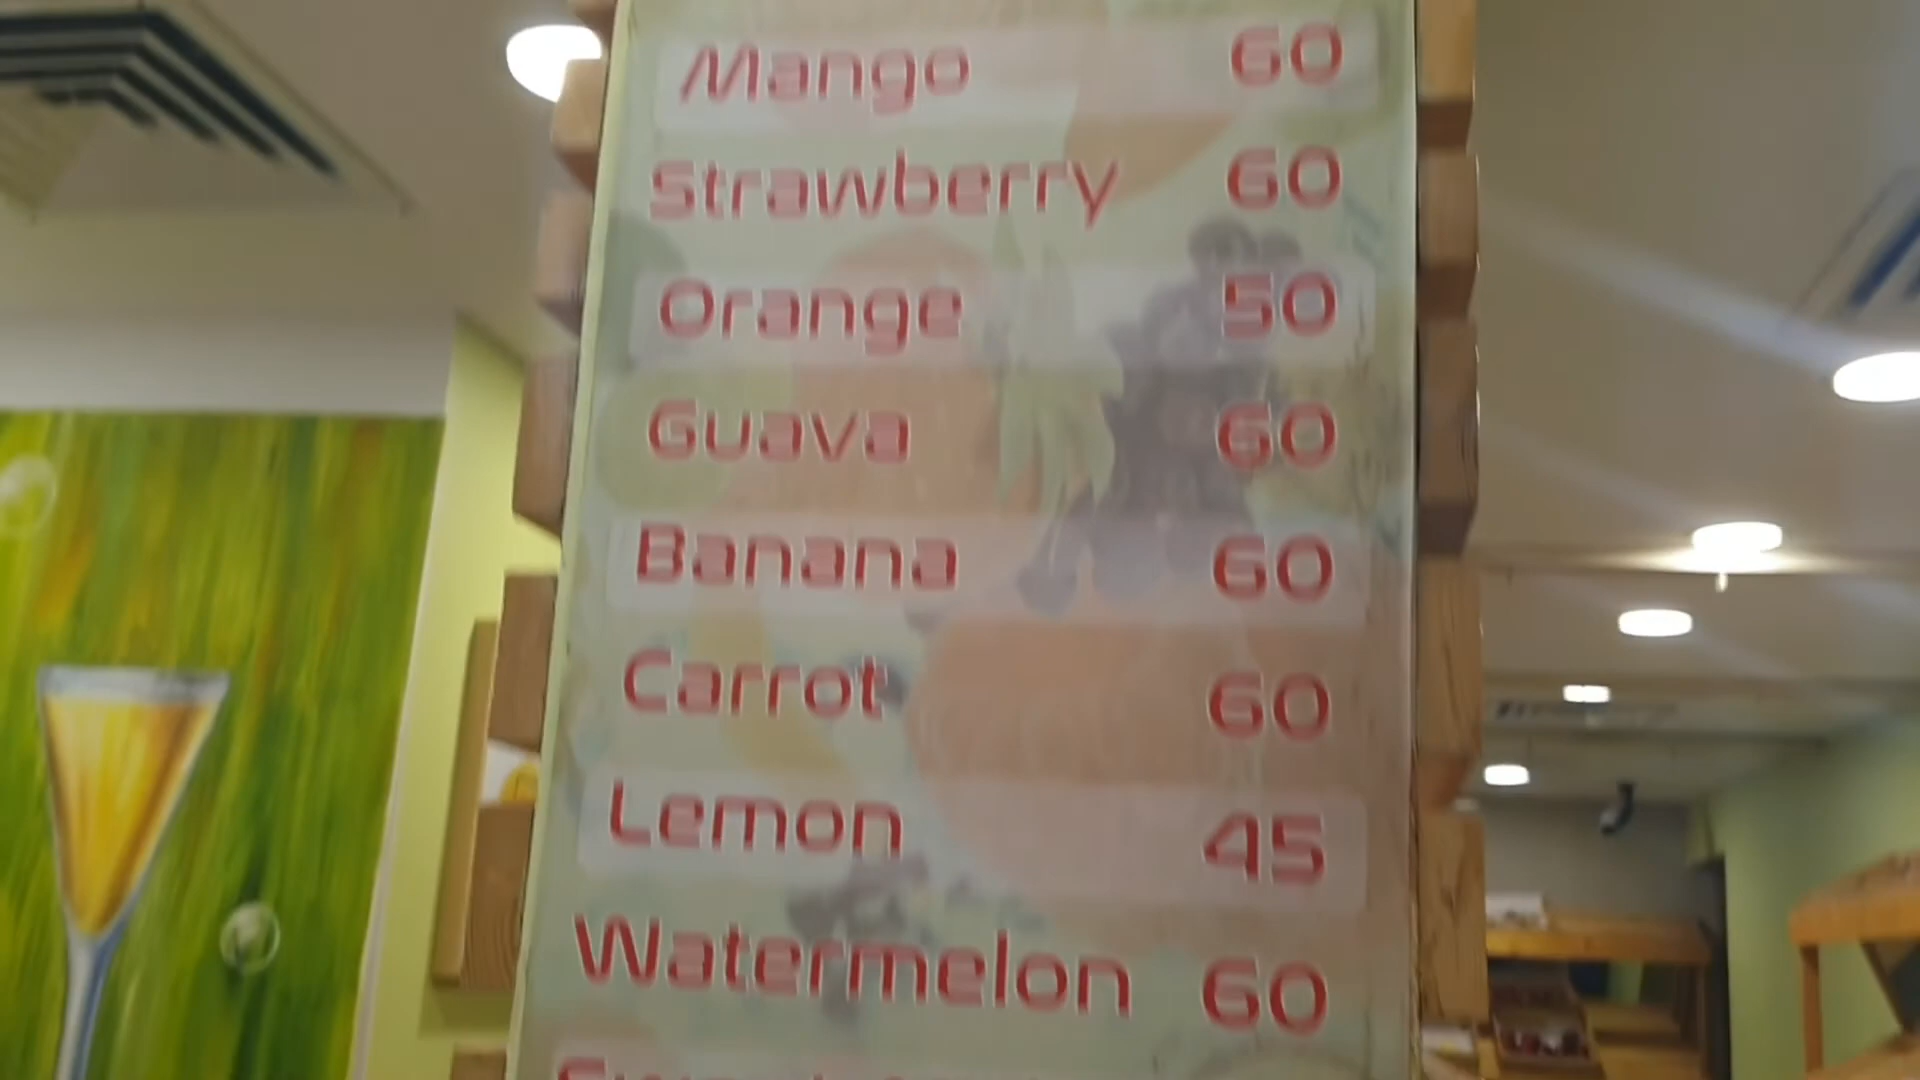 Mango 60
Strawberry 60
Orange 50
Guava 60
Banana 60
Carrot 60
Lemon 45
Watermelon 60